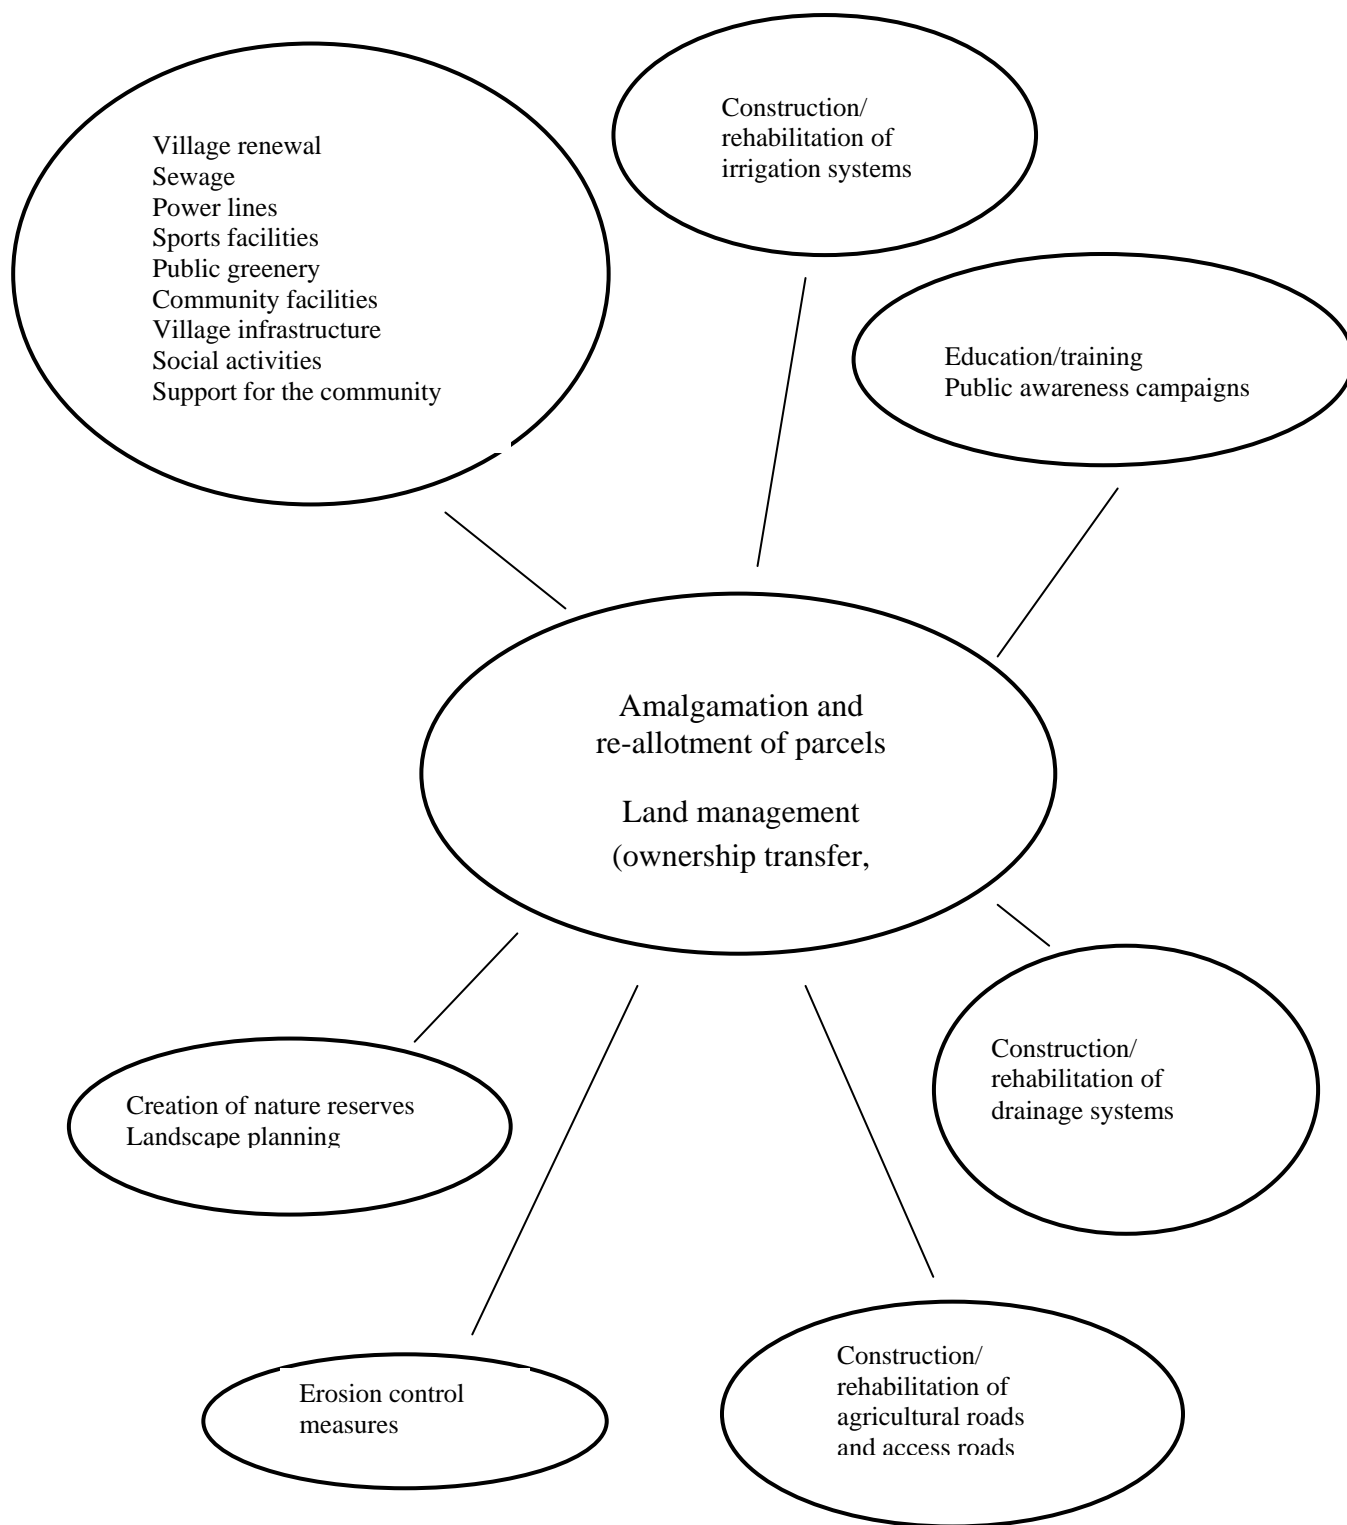 Village renewal
Sewage
Power lines
Sports facilities
Public greenery
Community facilities
Village infrastructure
Social activities
Support for the community
Construction/
rehabilitation of
irrigation systems
Education/training
Public awareness campaigns
Amalgamation and
re-allotment of parcels
Land management
(ownership transfer,
Creation of nature reserves
Landscape planning
Construction/
rehabilitation of
drainage systems
Erosion control
measures
Construction/
rehabilitation of
agricultural roads
and access roads